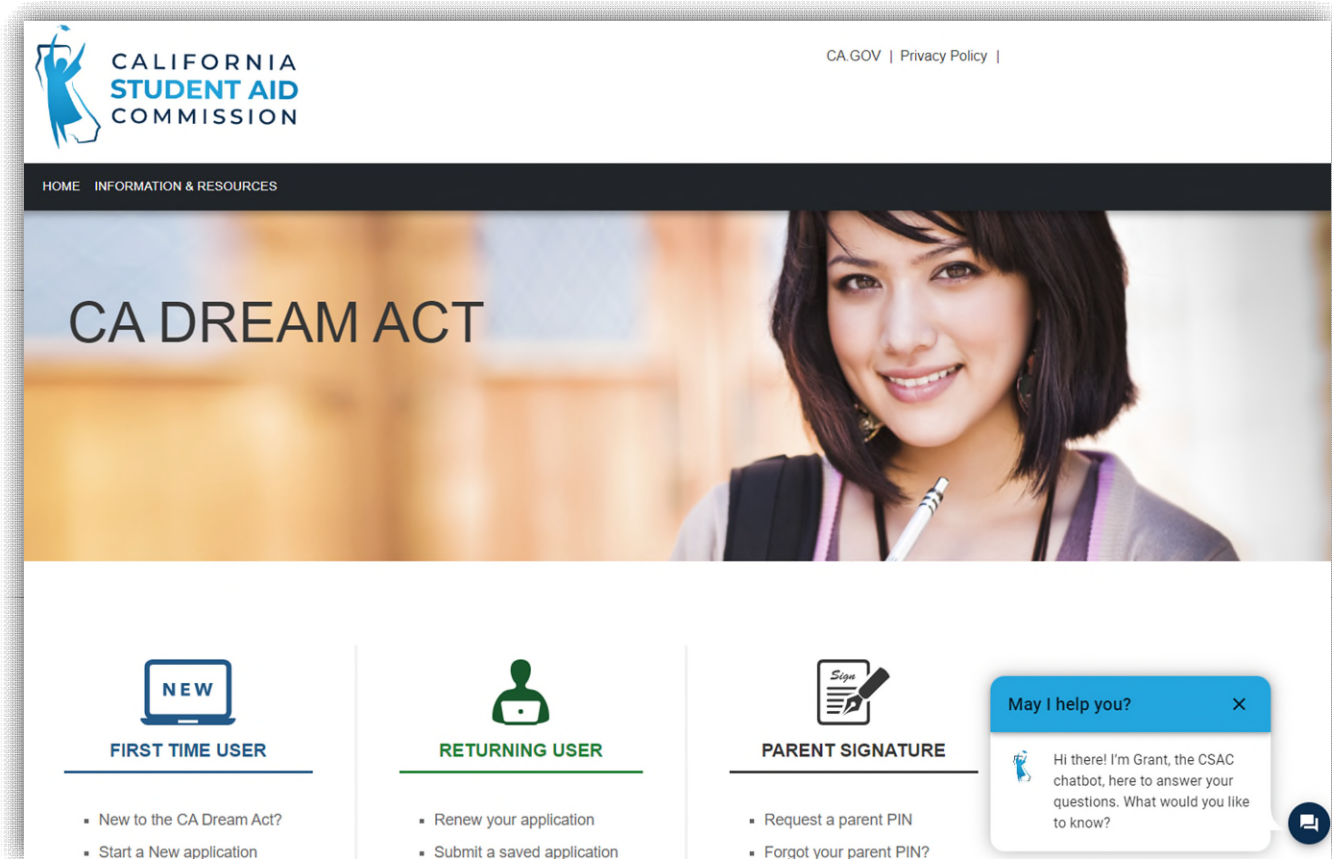 CALIFORNIA
STUDENT AID
COMMISSION
CA.GOV | Privacy Policy |
HOME INFORMATION & RESOURCES
CA DREAM ACT
NEW
FIRST TIME USER
New to the CA Dream Act?
Start a New application
RETURNING USER
Renew your application
Submit a saved application
Sign
PARENT SIGNATURE
Request a parent PIN
Forgot your parent PIN?
May I help you?
Hi there! I'm Grant, the CSAC
chatbot, here to answer your
questions. What would you like
to know?